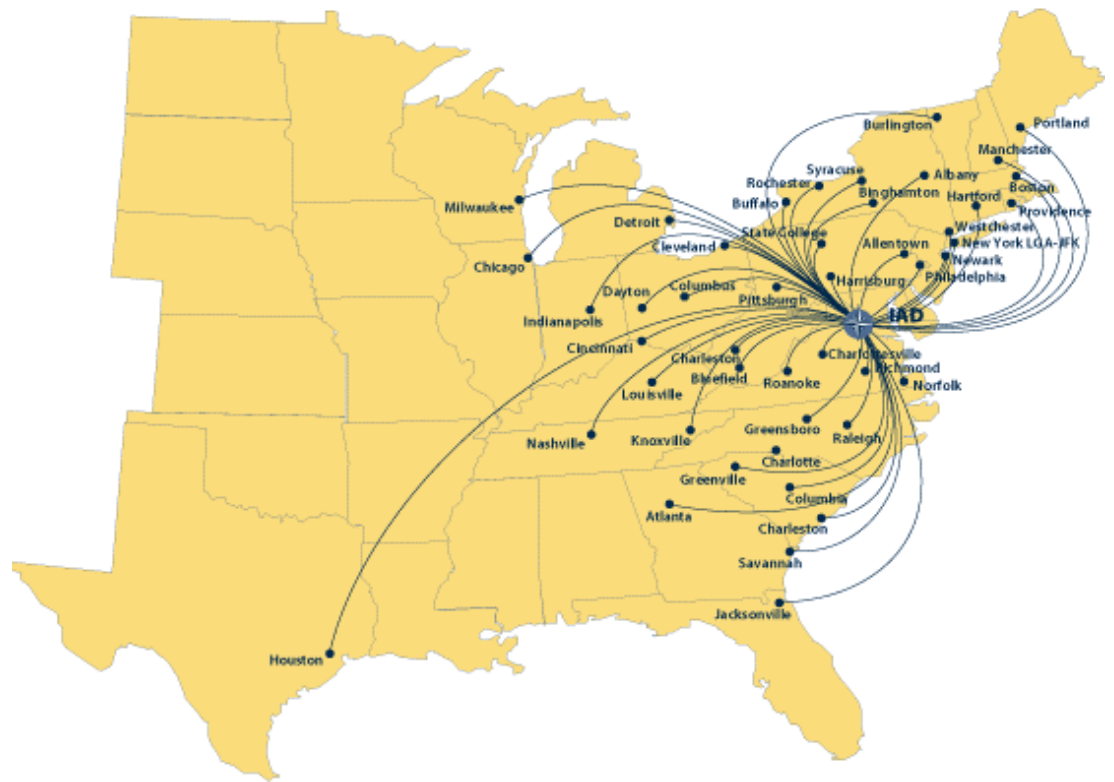 Burlington
Portland
Manchester
Syracuse
Rochester
Albany
Boston
Binghamton
Hartford
Buffalo
Milwaukee
Providence
Detroit
State College
Westchester
Cleveland
Allentown
New York LGA-JFK
Newark
Chicago
Philadelphia
Harrisburg
Columbus
Dayton
Pittsburgh
IAD
Indianapolis
Cincinnati
Charleston
Charlottesville
Richmond
Bluefield
Roanoke
Norfolk
Louisville
Greensboro
Raleigh
Nashville
Knoxville
Charlotte
Greenville
Columbia
Atlanta
Charleston
Savannah
Jacksonville
Houston